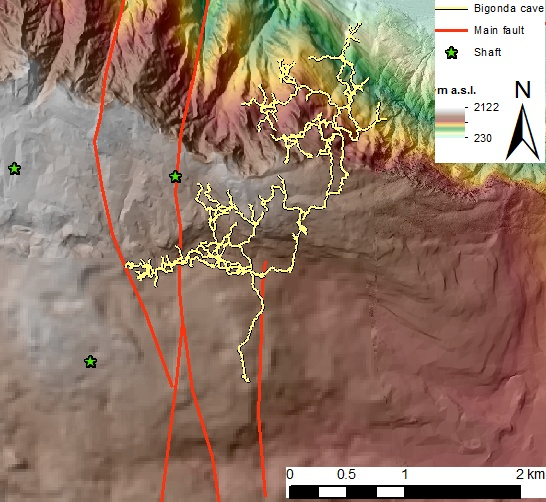 Bigonda cave
Main fault
Shaft
m a.s.l.
2122
230
N
0 0.5 1 2 km